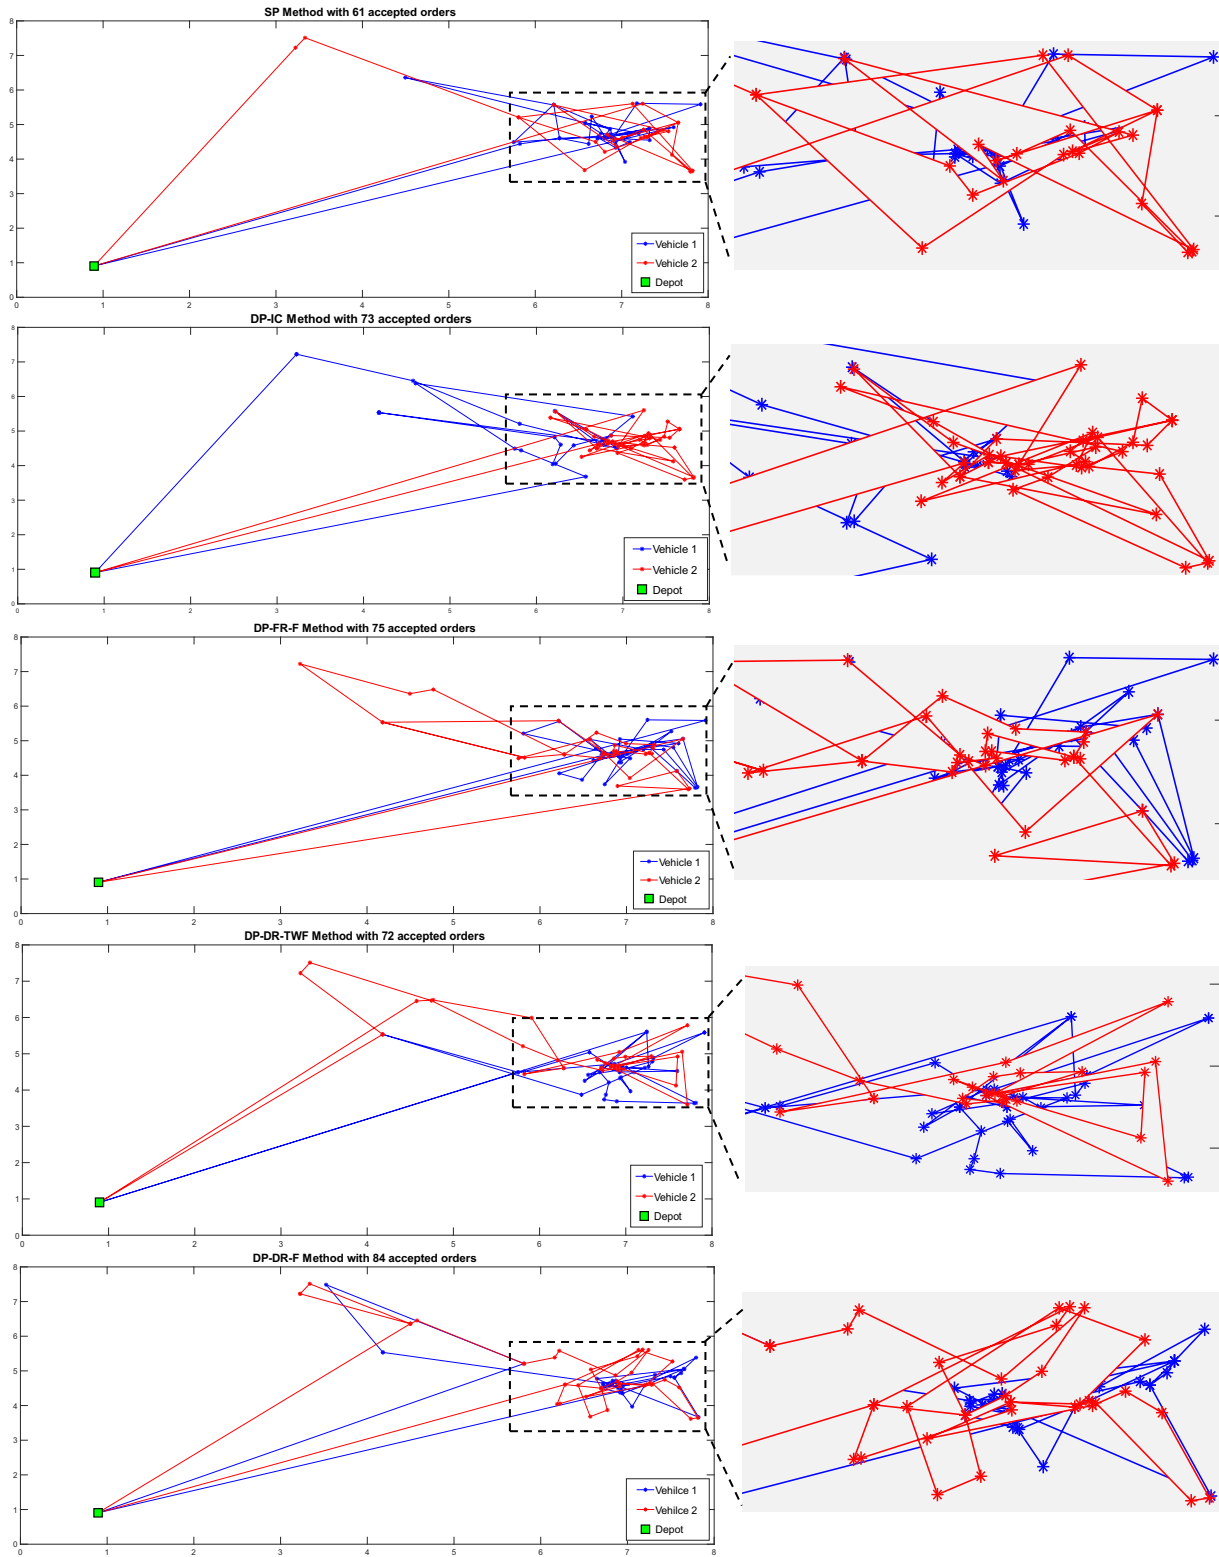 SP Method with 61 accepted orders
8
7
6
5
4
3
2
1
0
Vehicle 1
Vehicle 2
Depot
0 1 2 3 4 5 6 7 8
DP-IC Method with 73 accepted orders
8
7
6
5
4
3
2
1
0
Vehicle 1
Vehicle 2
Depot
0 1 2 3 4 5 6 7 8
DP-FR-F Method with 75 accepted orders
8
7
6
5
4
3
2
1
0
Vehicle 1
Vehicle 2
Depot
0 1 2 3 4 5 6 7 8
DP-DR-TWF Method with 72 accepted orders
8
7
6
5
4
3
2
1
0
Vehicle 1
Vehicle 2
Depot
0 1 2 3 4 5 6 7 8
DP-DR-F Method with 84 accepted orders
8
7
6
5
4
3
2
1
0
Vehilce 1
Vehilce 2
Depot
0 1 2 3 4 5 6 7 8